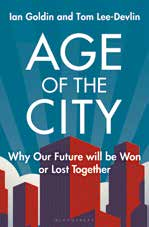 Ian Goldin and Tom Lee-Devlin
AGE
OF THE
CITY
Why Our Future will be Won
or Lost Together
BLOOMSBURY